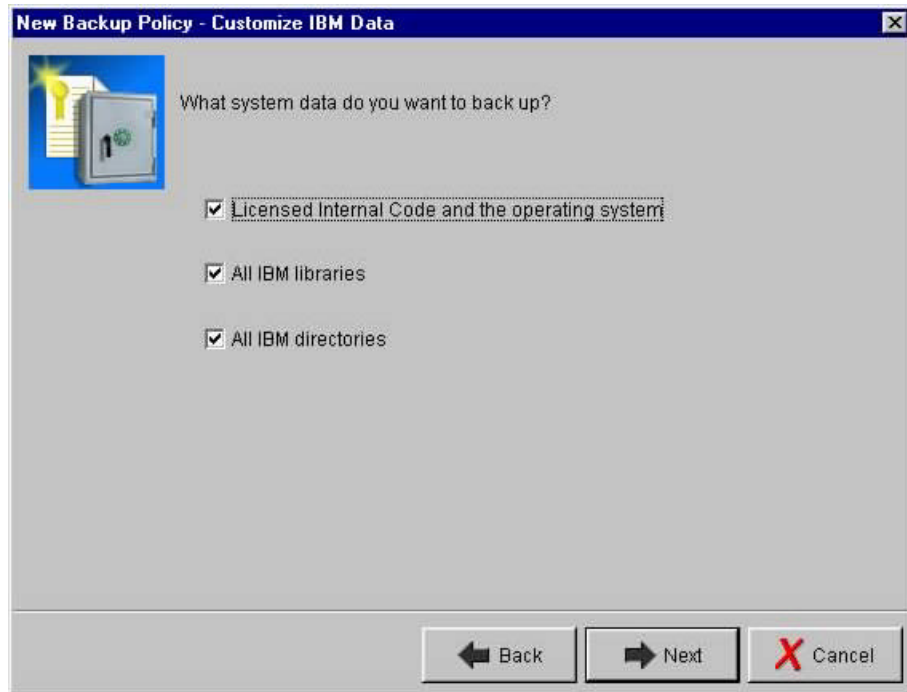 New Backup Policy - Customize IBM Data
What system data do you want to back up?
Licensed Internal Code and the operating system
All IBM libraries
All IBM directories
Back
Next
Cancel